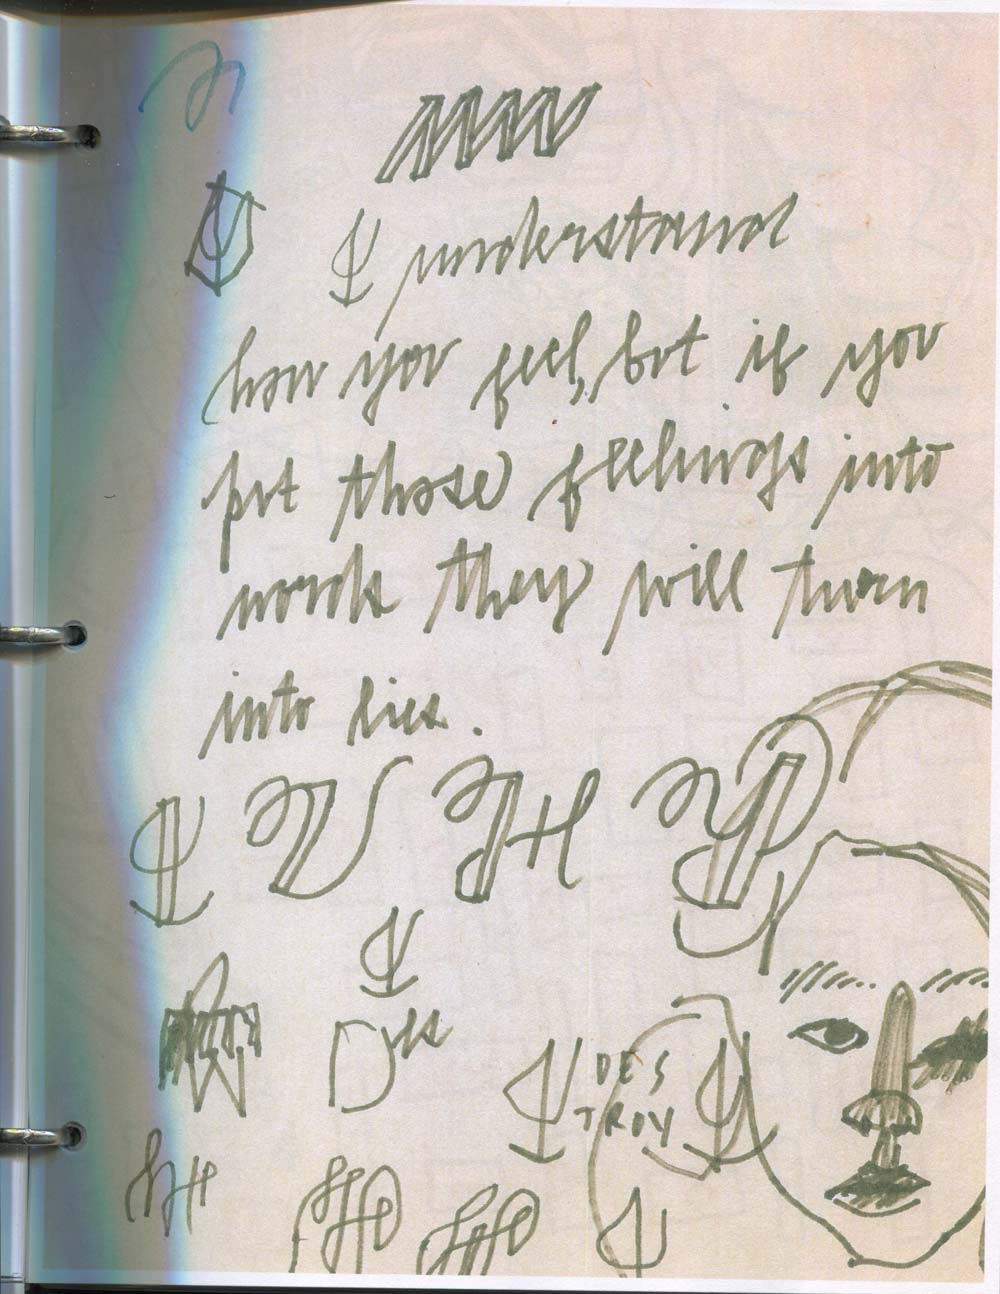 I understand
how you feel, but if you
put those feelings into
words they will turn
into lies.
DES
TROY